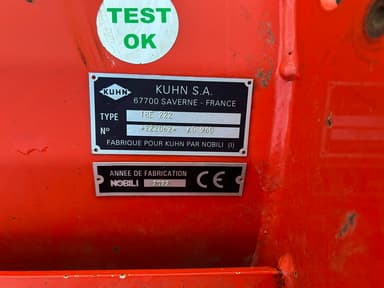 TEST
OK
KUHN
KUHN S.A.
67700 SAVERNE - FRANCE
TYPE TBE 222
N°
FABRIQUE POUR KUHN PAR NOBILI (I)
ANNEE DE FABRICATION
NOBILI CE